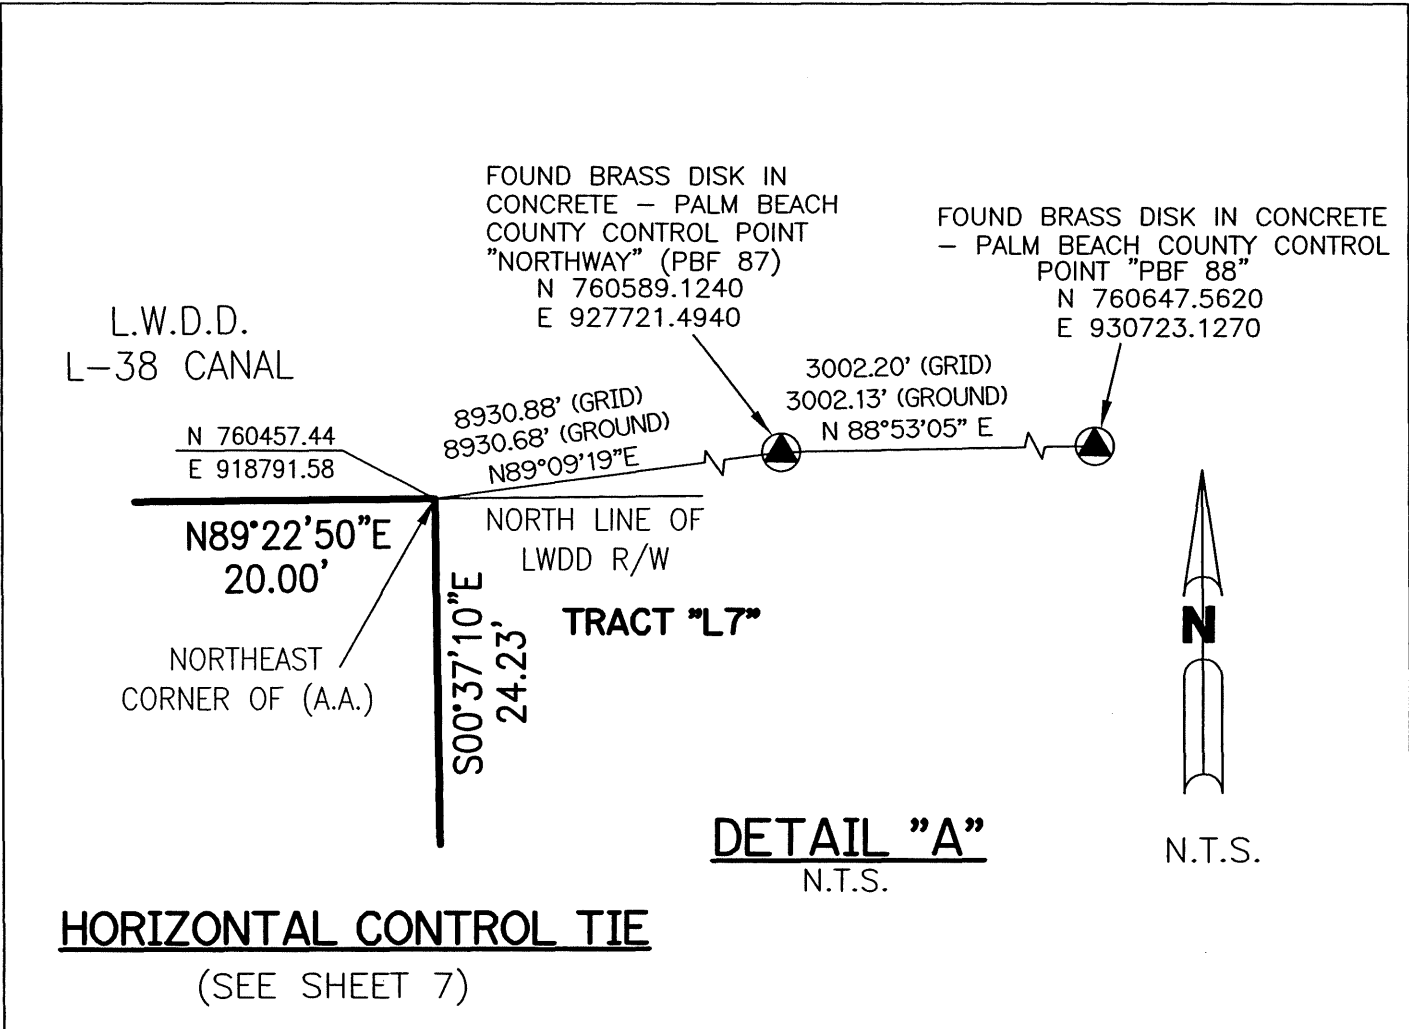 FOUND BRASS DISK IN
CONCRETE – PALM BEACH
COUNTY CONTROL POINT
"NORTHWAY" (PBF 87)
N 760589.1240
E 927721.4940
FOUND BRASS DISK IN CONCRETE
– PALM BEACH COUNTY CONTROL
POINT "PBF 88"
N 760647.5620
E 930723.1270
L.W.D.D.
L–38 CANAL
8930.88' (GRID)
8930.68' (GROUND)
N89°09'19"E
3002.20' (GRID)
3002.13' (GROUND)
N 88°53'05" E
N 760457.44
E 918791.58
N89°22'50"E
20.00'
NORTH LINE OF
LWDD R/W
S00°37'10"E
24.23'
TRACT "L7"
NORTHEAST
CORNER OF (A.A.)
N
N.T.S.
DETAIL "A"
N.T.S.
HORIZONTAL CONTROL TIE
(SEE SHEET 7)